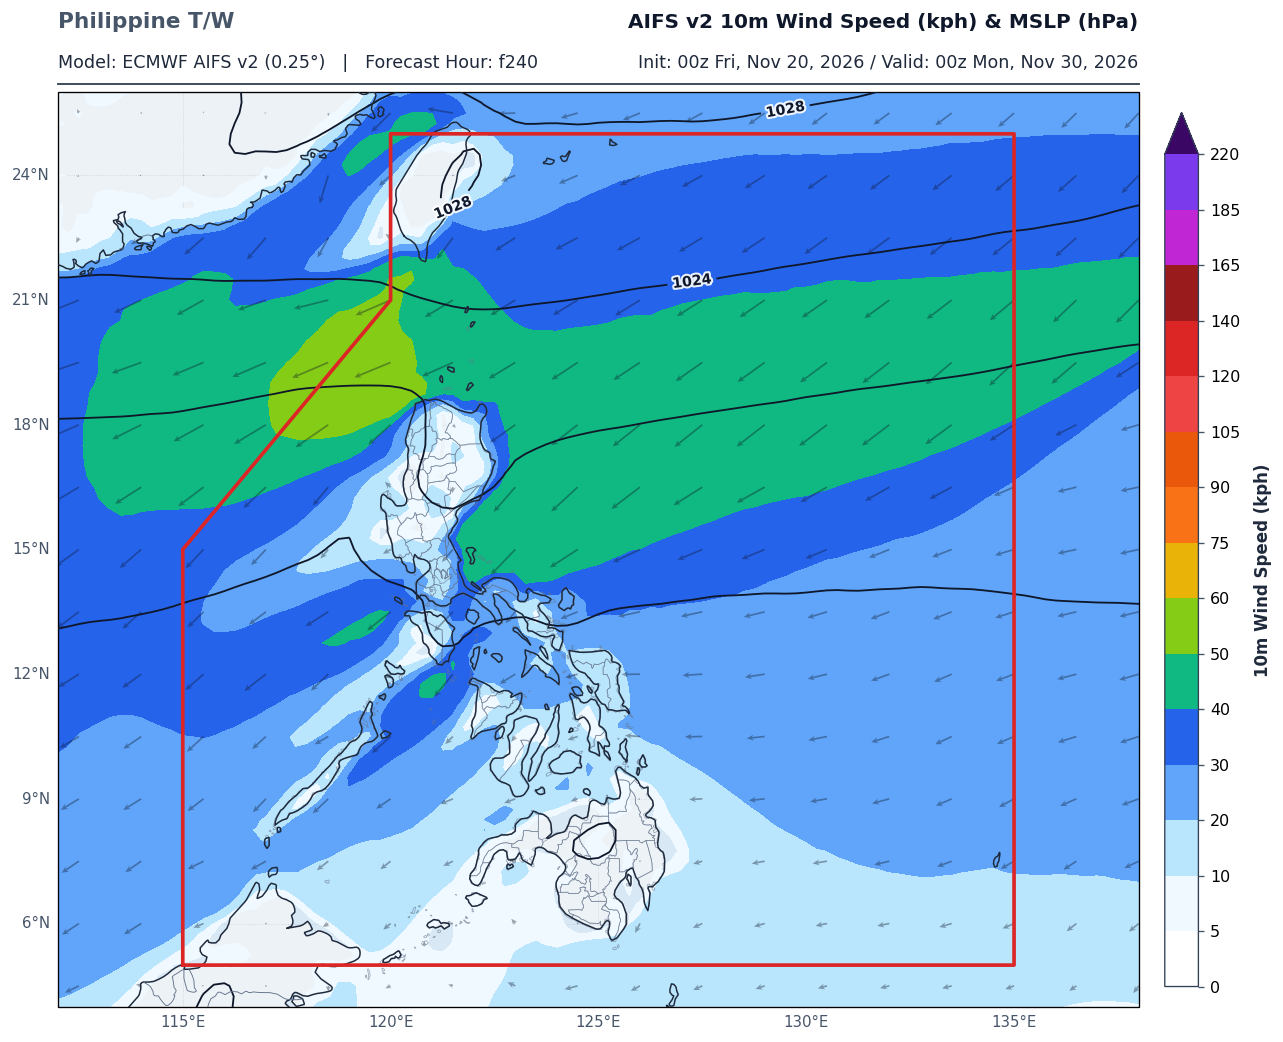 Philippine T/W
AIFS v2 10m Wind Speed (kph) & MSLP (hPa)
Model: ECMWF AIFS v2 (0.25°) | Forecast Hour: f240
Init: 00z Fri, Nov 20, 2026 / Valid: 00z Mon, Nov 30, 2026
1028
1028
1024
24°N
21°N
18°N
15°N
12°N
9°N
6°N
115°E
120°E
125°E
130°E
135°E
220
185
165
140
120
105
90
75
60
50
40
30
20
10
5
0
10m Wind Speed (kph)